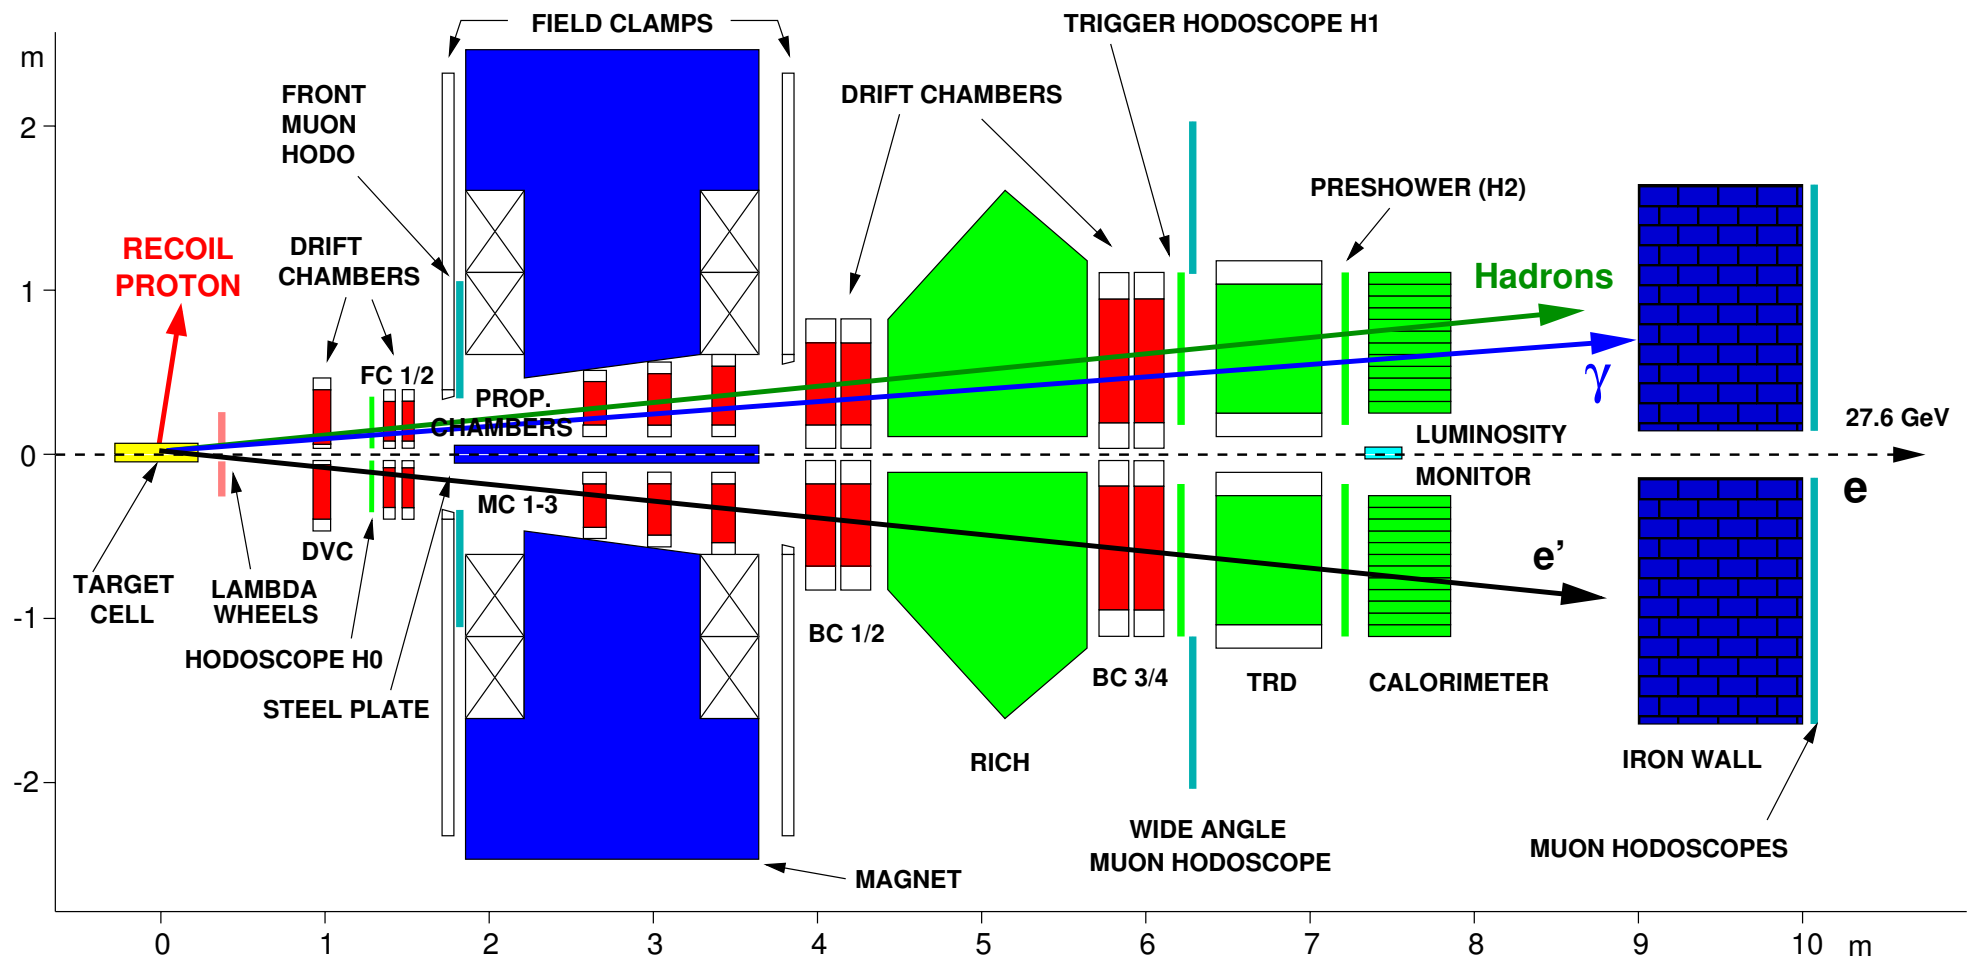 FIELD CLAMPS
TRIGGER HODOSCOPE H1
m
FRONT
MUON
HODO
DRIFT CHAMBERS
2
PRESHOWER (H2)
RECOIL
PROTON
DRIFT
CHAMBERS
1
Hadrons
FC 1/2
γ
PROP.
CHAMBERS
27.6 GeV
LUMINOSITY
MONITOR
0
e
MC 1-3
DVC
e’
TARGET
CELL
LAMBDA
WHEELS
-1
BC 1/2
HODOSCOPE H0
BC 3/4
TRD
CALORIMETER
STEEL PLATE
RICH
IRON WALL
-2
WIDE ANGLE
MUON HODOSCOPE
MUON HODOSCOPES
MAGNET
0 1 2 3 4 5 6 7 8 9 10 m